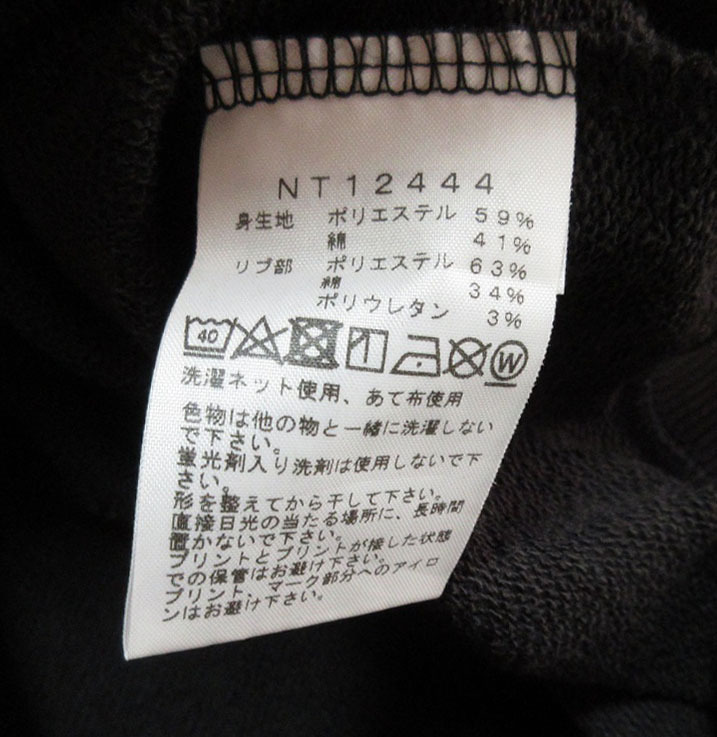 NT12444
身生地 ポリエステル 59%
綿 41%
リブ部 ポリエステル 63%
綿 34%
ポリウレタン 3%
40 W
洗濯ネット使用、あて布使用
色物は他の物と一緒に洗濯しない
で下さい。
蛍光剤入り洗剤は使用しないで下
さい。
形を整えてから干して下さい。
直接日光の当たる場所に、長時間
置かないで下さい。
プリントとプリントが接した状態
での保管はお避け下さい。
プリント、マーク部分へのアイロ
ンはお避け下さい。